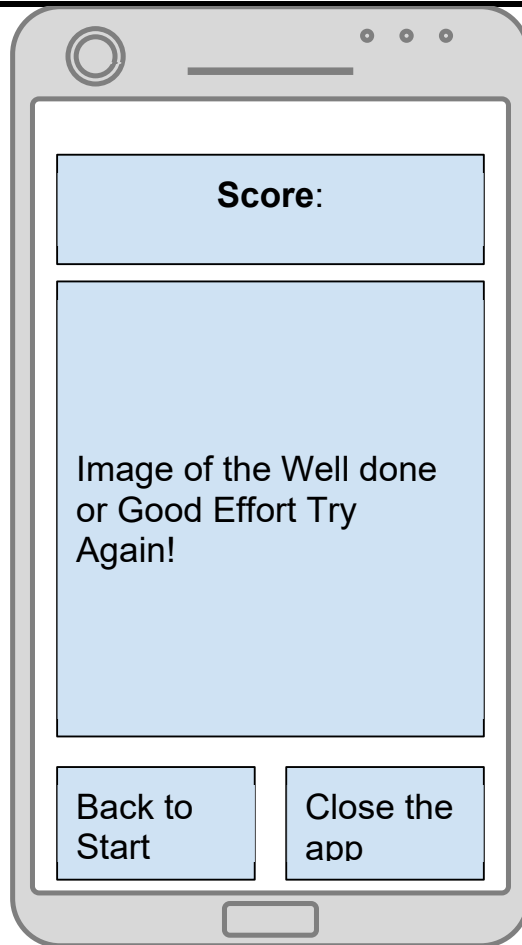 Score:
Image of the Well done
or Good Effort Try
Again!
Back to
Start
Close the
app